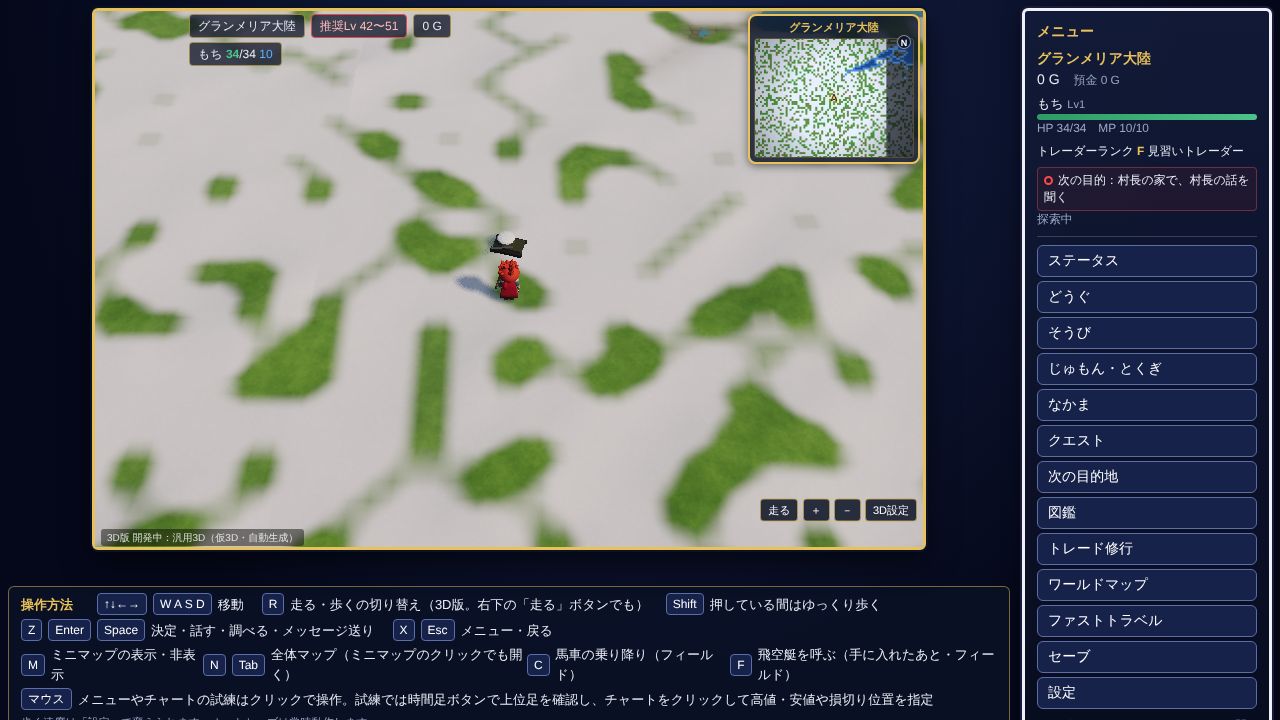 グランメリア大陸
推奨Lv 42〜51
0 G
もち 34/34 10
グランメリア大陸
N
走る
+
-
3D設定
3D版 開発中：汎用3D（仮3D・自動生成）
メニュー
グランメリア大陸
0 G 預金 0 G
もち Lv1
HP 34/34 MP 10/10
トレーダーランク F 見習いトレーダー
次の目的：村長の家で、村長の話を
聞く
探索中
ステータス
どうぐ
そうび
じゅもん・とくぎ
なかま
クエスト
次の目的地
図鑑
トレード修行
ワールドマップ
ファストトラベル
セーブ
設定
操作方法 ↑↓←→ W A S D 移動 R 走る・歩くの切り替え（3D版。右下の「走る」ボタンでも） Shift 押している間はゆっくり歩く
Z Enter Space 決定・話す・調べる・メッセージ送り X Esc メニュー・戻る
M ミニマップの表示・非表示 N Tab 全体マップ（ミニマップのクリックでも開く） C 馬車の乗り降り（フィールド） F 飛空艇を呼ぶ（手に入れたあと・フィールド）
マウス メニューやチャートの試練はクリックで操作。試練では時間足ボタンで上位足を確認し、チャートをクリックして高値・安値や損切り位置を指定